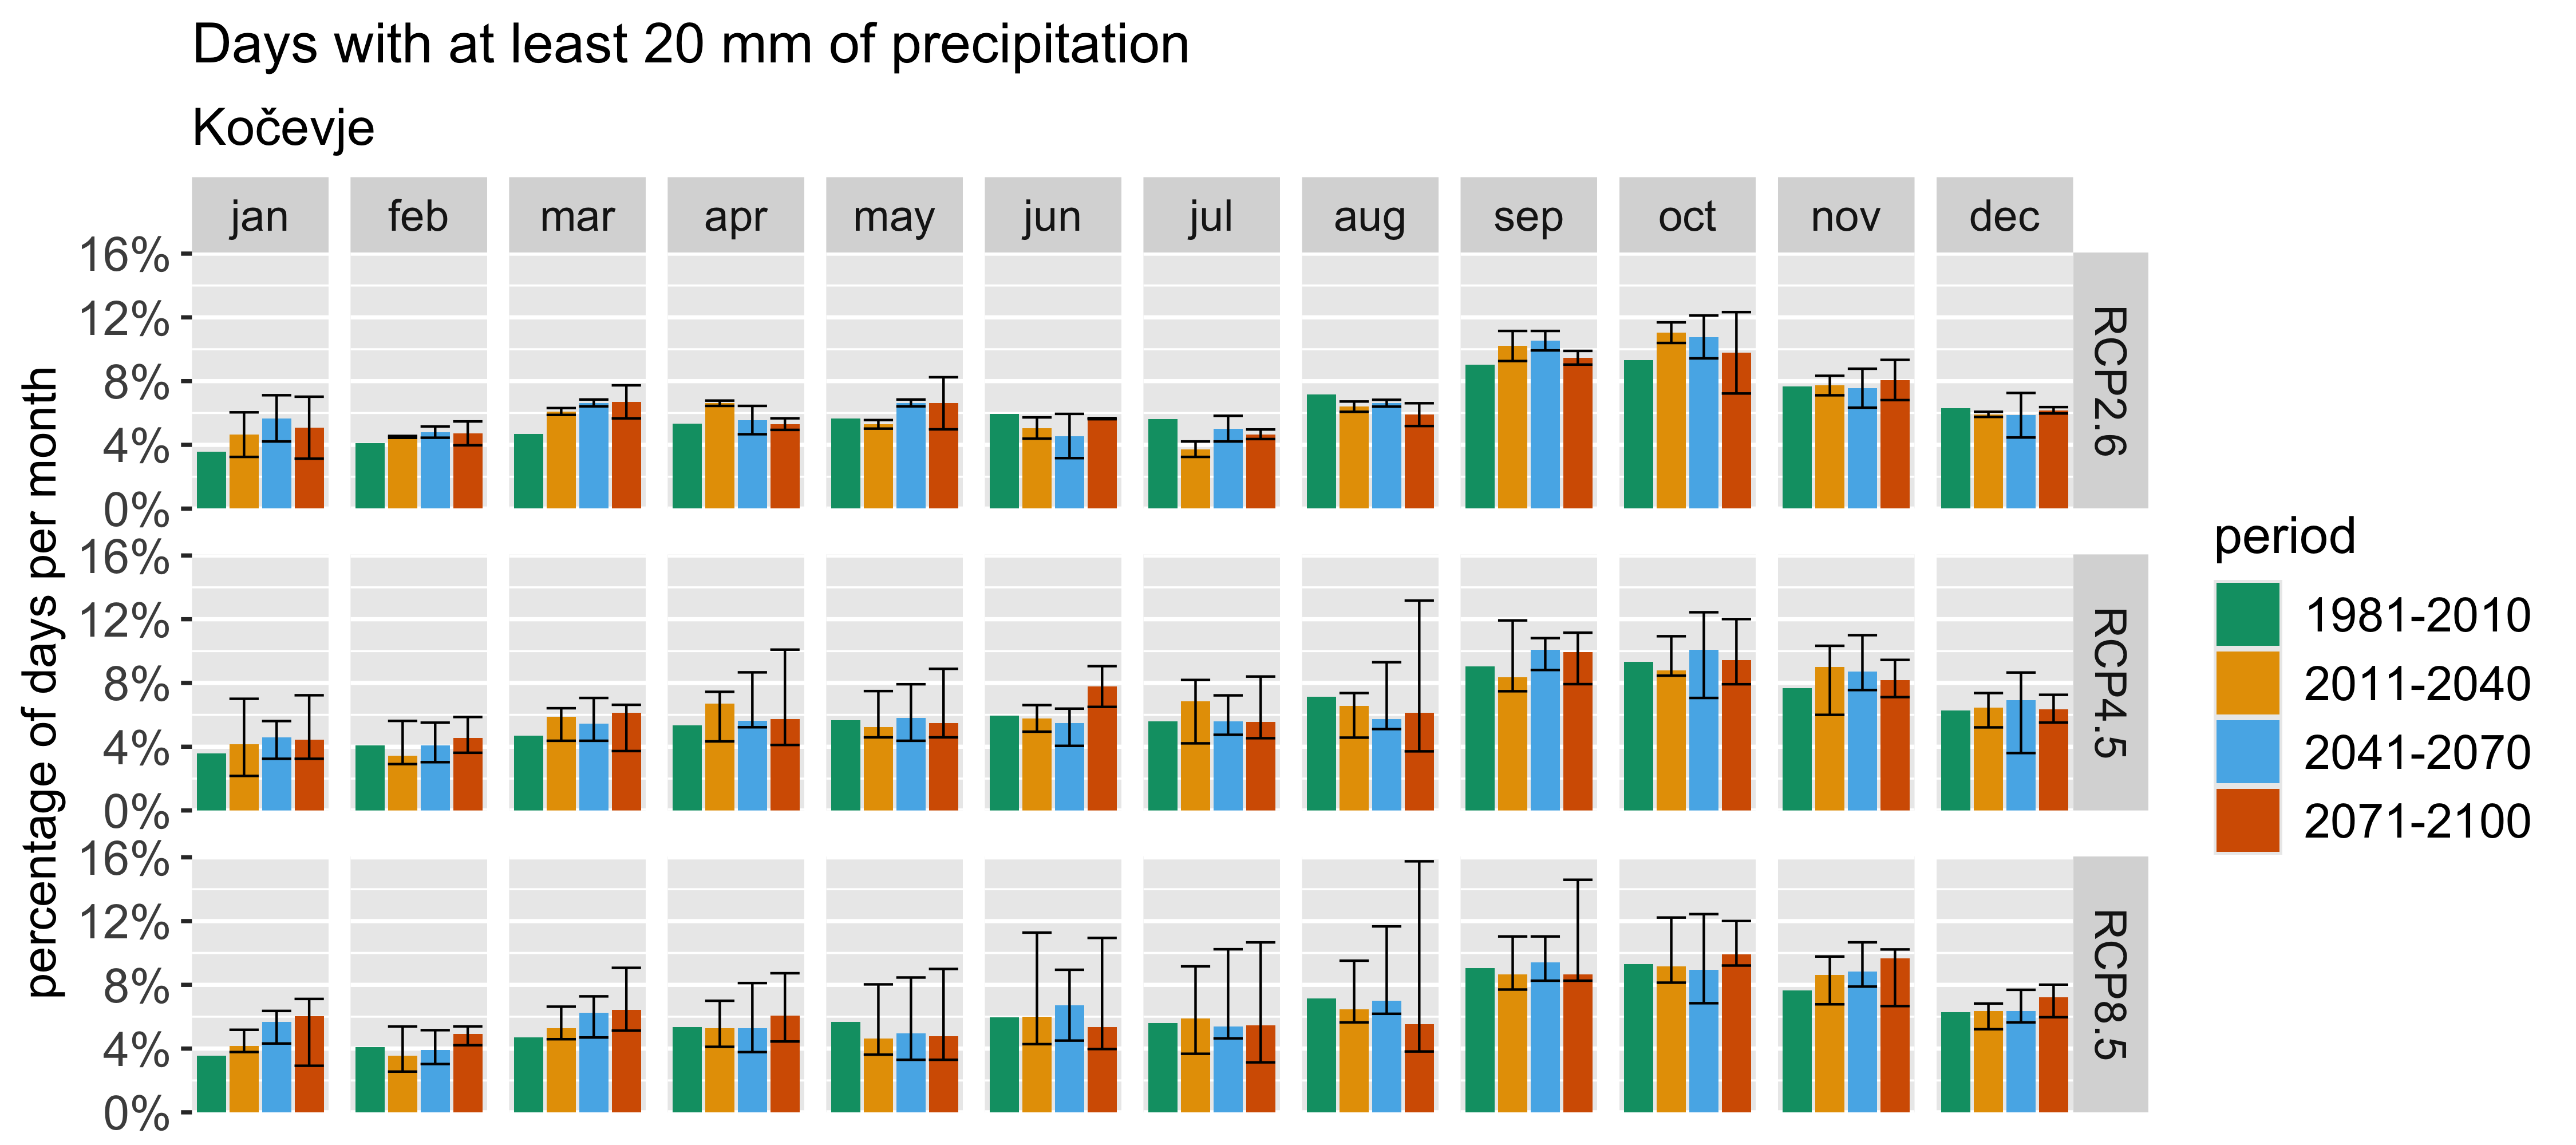 Days with at least 20 mm of precipitation
Kočevje
jan feb mar apr may jun jul aug sep oct nov dec
percentage of days per month
16%
12%
8%
4%
0%
RCP2.6
16%
12%
8%
4%
0%
RCP4.5
16%
12%
8%
4%
0%
RCP8.5
period
1981-2010
2011-2040
2041-2070
2071-2100